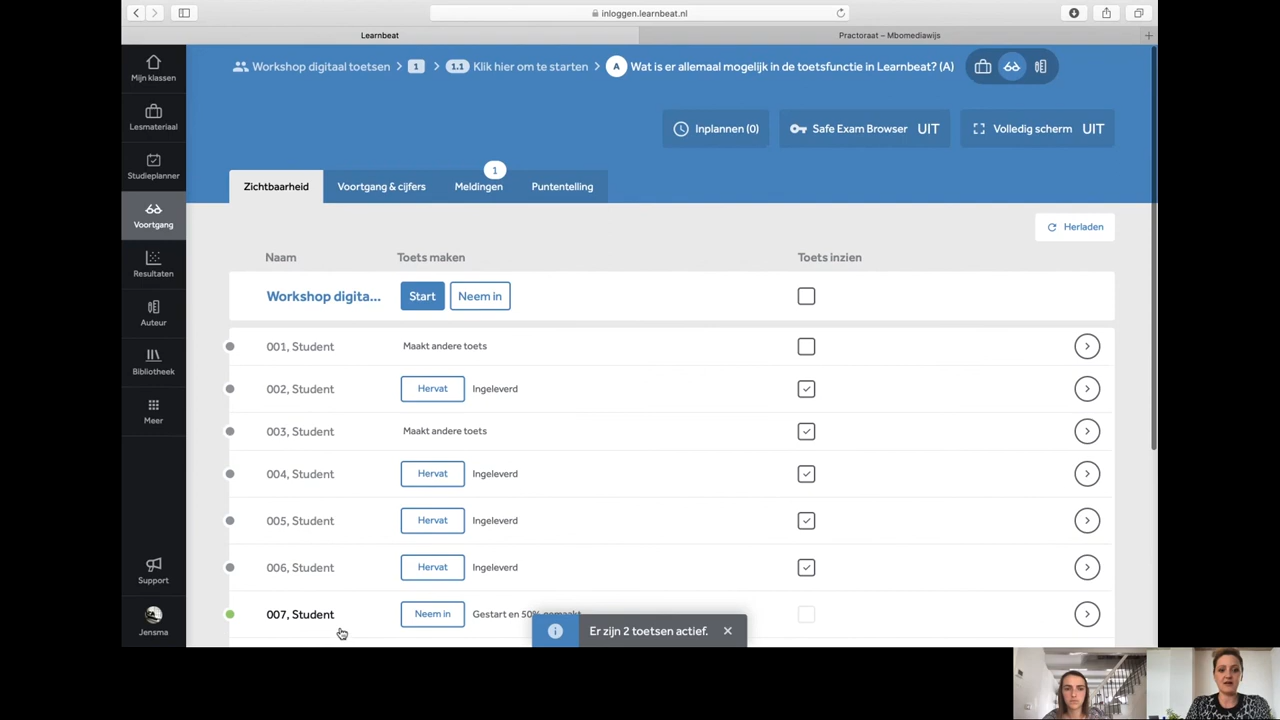 inloggen.learnbeat.nl
Learnbeat
Practoraat – Mbomediawijs
Mijn klassen
Workshop digitaal toetsen
1
1.1
Klik hier om te starten
A
Wat is er allemaal mogelijk in de toetsfunctie in Learnbeat? (A)
Lesmateriaal
Inplannen (0)
Safe Exam Browser UIT
Volledig scherm UIT
Studieplanner
1
Zichtbaarheid
Voortgang & cijfers
Meldingen
Puntentelling
Voortgang
Herladen
Resultaten
Naam
Toets maken
Toets inzien
Workshop digita...
Start
Neem in
Auteur
001, Student
Maakt andere toets
Bibliotheek
002, Student
Hervat
Ingeleverd
Meer
003, Student
Maakt andere toets
004, Student
Hervat
Ingeleverd
005, Student
Hervat
Ingeleverd
006, Student
Hervat
Ingeleverd
Support
007, Student
Neem in
Gestart en 50% gemaakt
Er zijn 2 toetsen actief.
Jensma